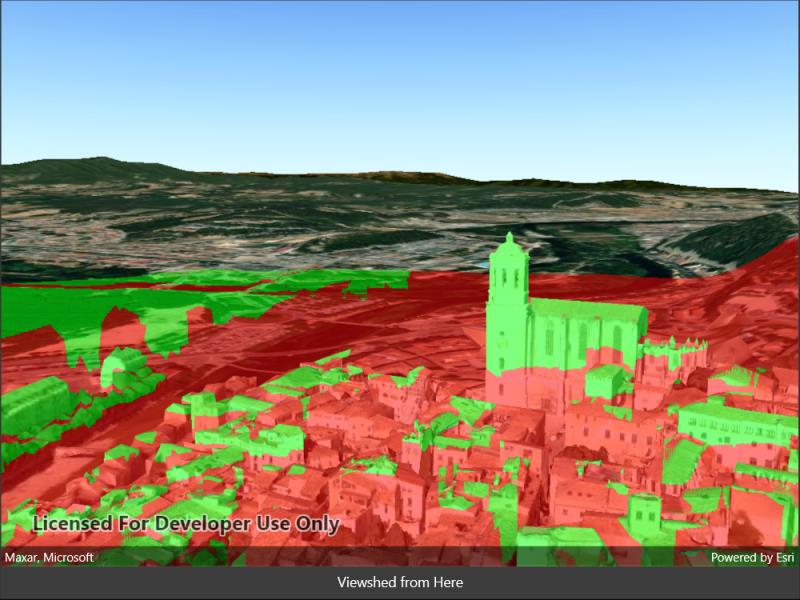 Licensed For Developer Use Only
Maxar, Microsoft
Powered by Esri
Viewshed from Here